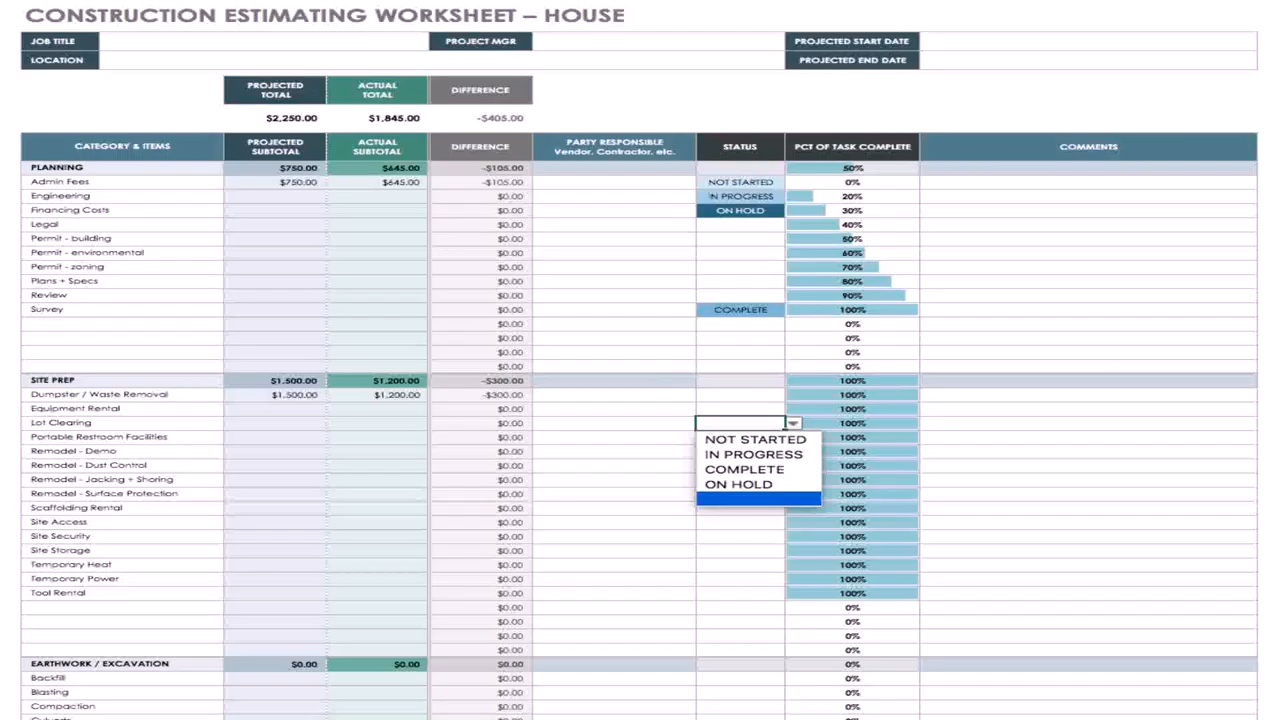 CONSTRUCTION ESTIMATING WORKSHEET – HOUSE
JOB TITLE PROJECT MGR PROJECTED START DATE
LOCATION PROJECTED END DATE
PROJECTED TOTAL ACTUAL TOTAL DIFFERENCE
$2,250.00 $1,845.00 -$405.00
CATEGORY & ITEMS PROJECTED SUBTOTAL ACTUAL SUBTOTAL DIFFERENCE PARTY RESPONSIBLE Vendor, Contractor, etc. STATUS PCT OF TASK COMPLETE COMMENTS
PLANNING $750.00 $645.00 -$105.00 50%
Admin Fees $750.00 $645.00 -$105.00 NOT STARTED 0%
Engineering $0.00 IN PROGRESS 20%
Financing Costs $0.00 ON HOLD 30%
Legal $0.00 40%
Permit - building $0.00 50%
Permit - environmental $0.00 60%
Permit - zoning $0.00 70%
Plans + Specs $0.00 80%
Review $0.00 90%
Survey $0.00 COMPLETE 100%
$0.00 0%
$0.00 0%
$0.00 0%
$0.00 0%
SITE PREP $1,500.00 $1,200.00 -$300.00 100%
Dumpster / Waste Removal $1,500.00 $1,200.00 -$300.00 100%
Equipment Rental $0.00 100%
Lot Clearing $0.00 100%
Portable Restroom Facilities $0.00 NOT STARTED 100%
Remodel - Demo $0.00 IN PROGRESS 100%
Remodel - Dust Control $0.00 COMPLETE 100%
Remodel - Jacking + Shoring $0.00 ON HOLD 100%
Remodel - Surface Protection $0.00 100%
Scaffolding Rental $0.00 100%
Site Access $0.00 100%
Site Security $0.00 100%
Site Storage $0.00 100%
Temporary Heat $0.00 100%
Temporary Power $0.00 100%
Tool Rental $0.00 100%
$0.00 0%
$0.00 0%
$0.00 0%
$0.00 0%
EARTHWORK / EXCAVATION $0.00 $0.00 $0.00 0%
Backfill $0.00 0%
Blasting $0.00 0%
Compaction $0.00 0%